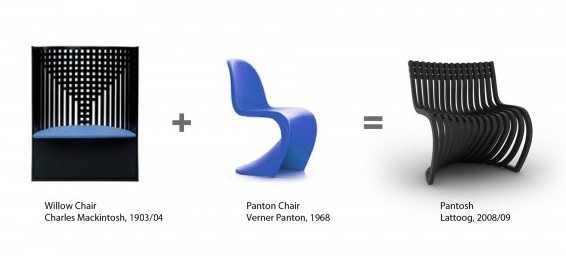 +
=
Willow Chair
Charles Mackintosh, 1903/04
Panton Chair
Verner Panton, 1968
Pantosh
Lattoog, 2008/09